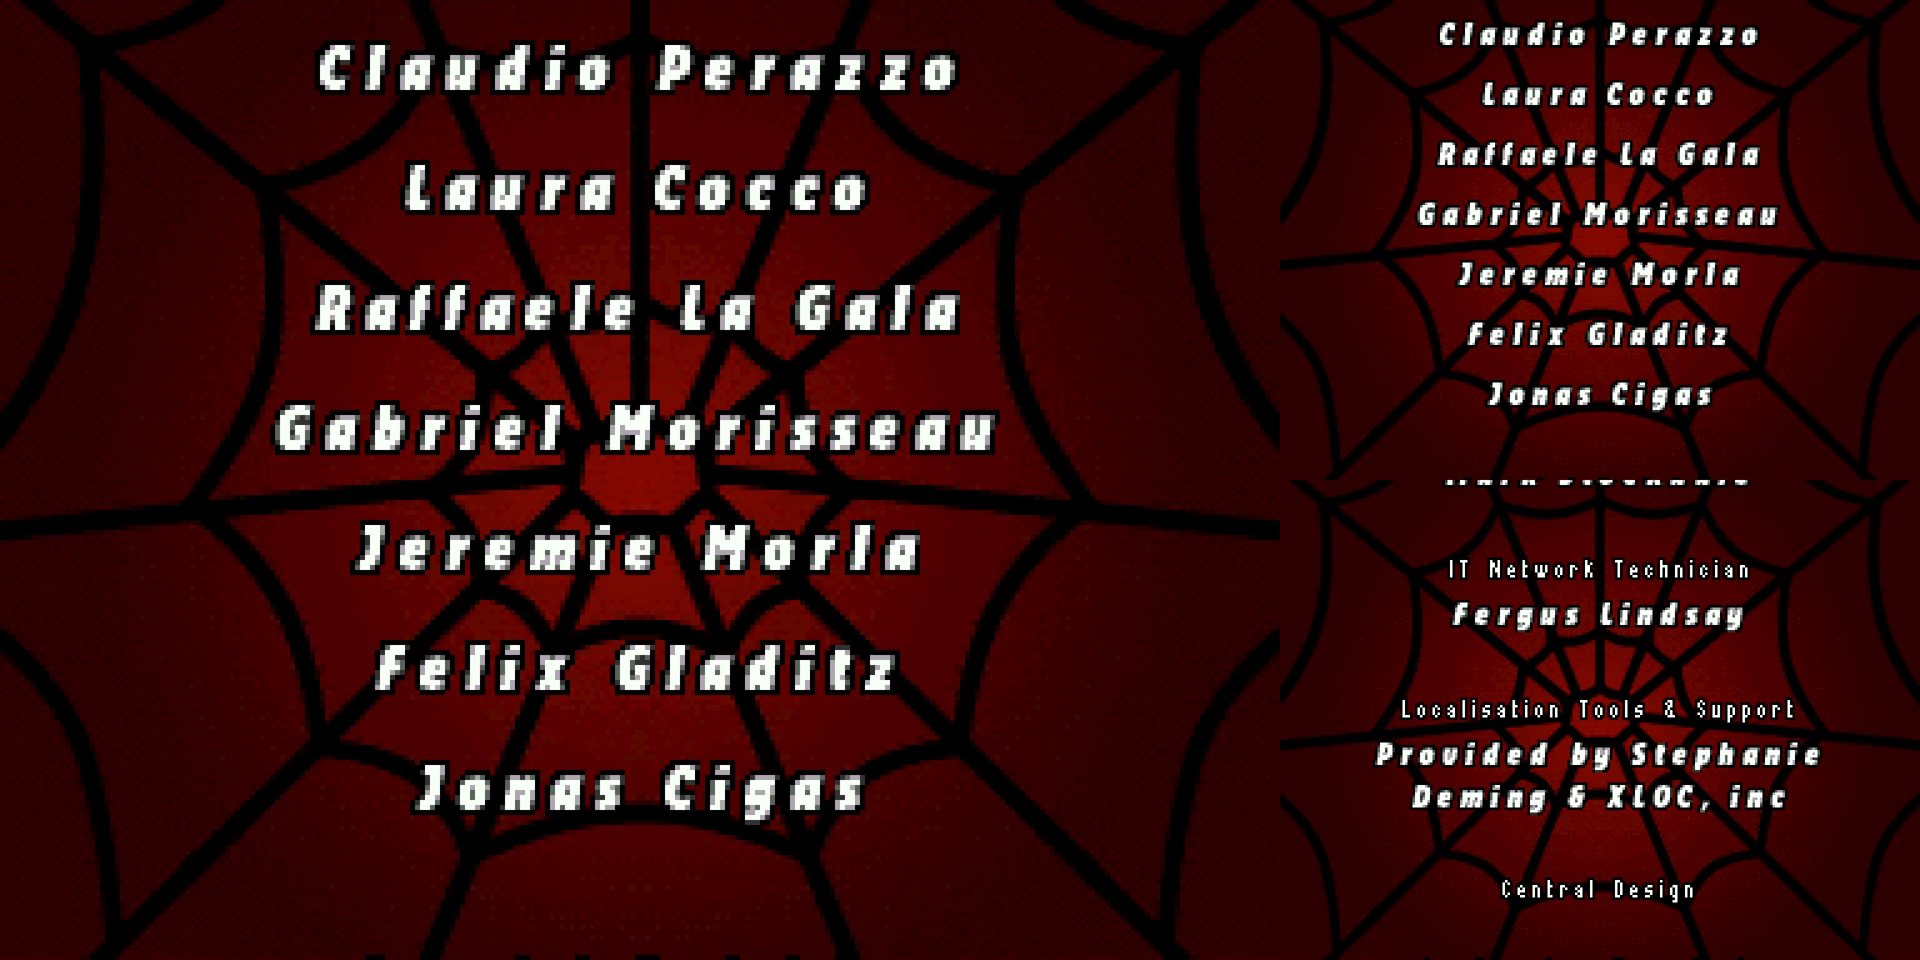 Claudio Perazzo
Laura Cocco
Raffaele La Gala
Gabriel Morisseau
Jeremie Morla
Felix Gladitz
Jonas Cigas
Claudio Perazzo
Laura Cocco
Raffaele La Gala
Gabriel Morisseau
Jeremie Morla
Felix Gladitz
Jonas Cigas
IT Network Technician
Fergus Lindsay
Localisation Tools & Support
Provided by Stephanie
Deming & XLOC, inc
Central Design